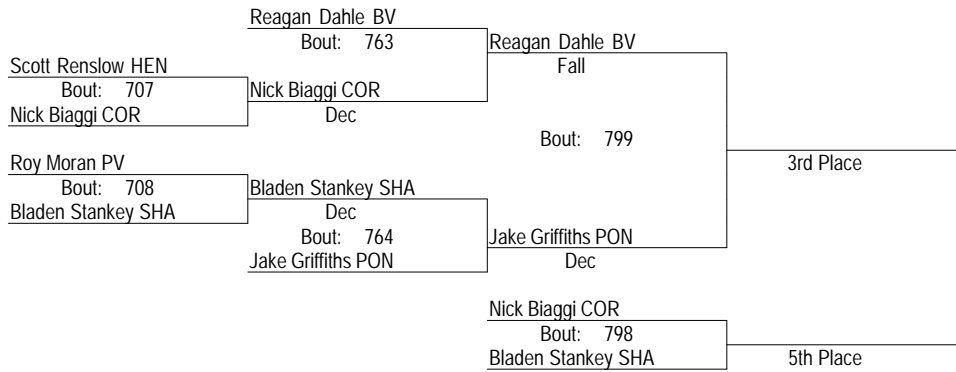 Reagan Dahle BV
Bout: 763
Reagan Dahle BV
Fall
Scott Renslow HEN
Bout: 707
Nick Biaggi COR
Nick Biaggi COR
Dec
Bout: 799
3rd Place
Roy Moran PV
Bout: 708
Bladen Stankey SHA
Bladen Stankey SHA
Dec
Bout: 764
Jake Griffiths PON
Jake Griffiths PON
Dec
Nick Biaggi COR
Bout: 798
Bladen Stankey SHA
5th Place